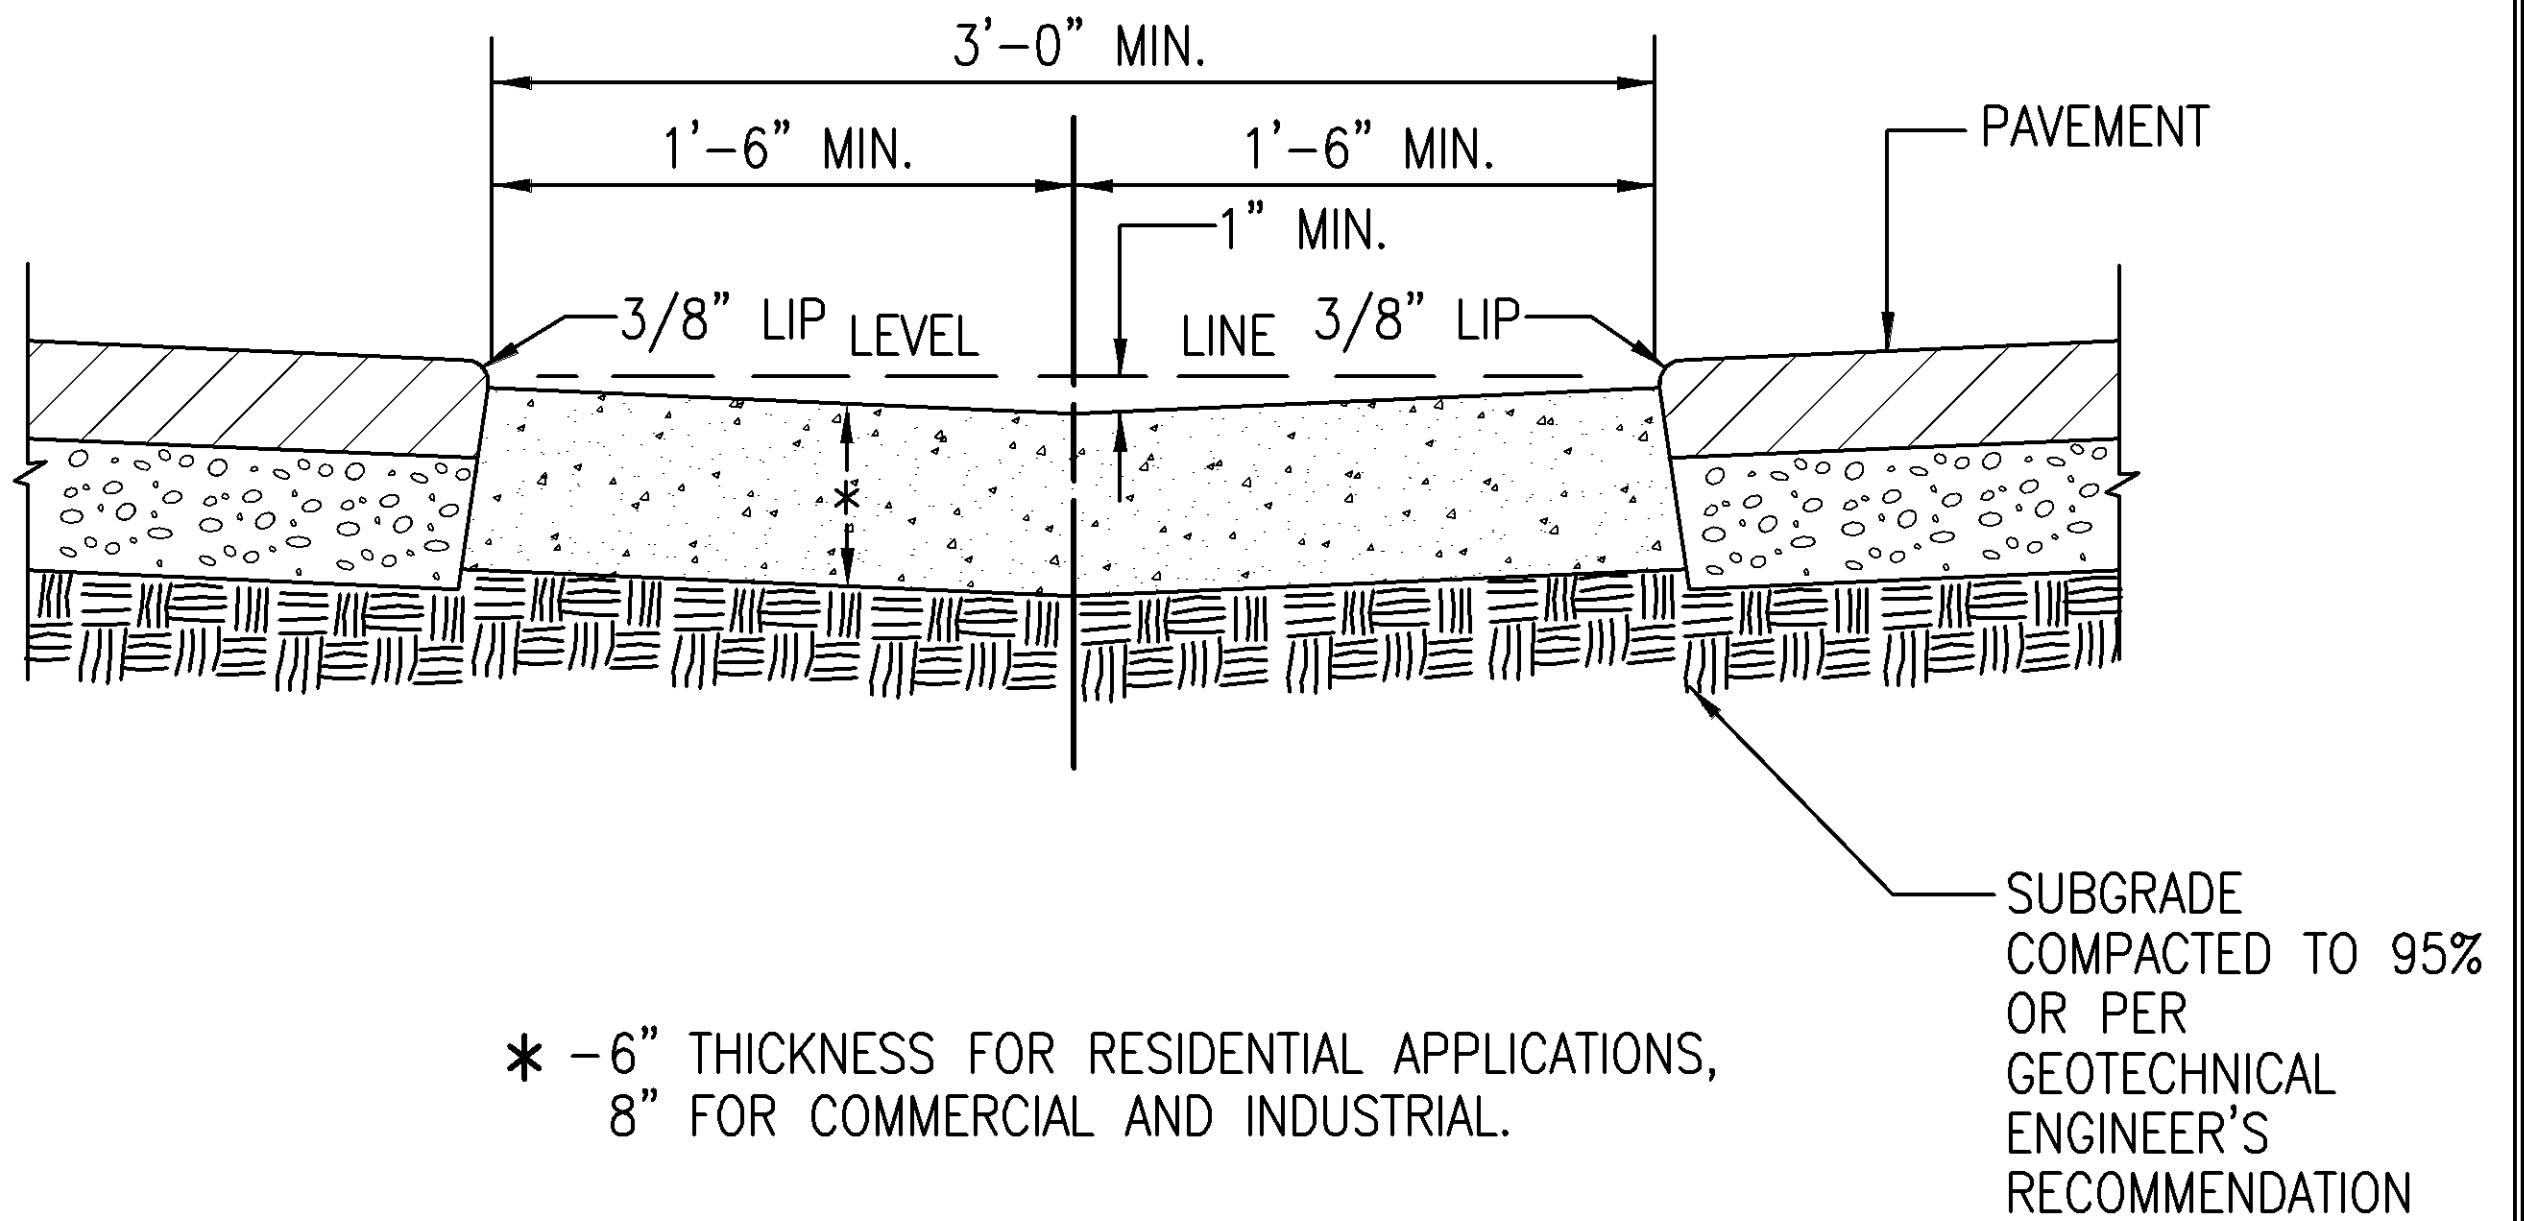 3'-0" MIN.
1'-6" MIN. 1'-6" MIN.
PAVEMENT
1" MIN.
3/8" LIP LEVEL LINE 3/8" LIP
*
SUBGRADE
COMPACTED TO 95%
OR PER
GEOTECHNICAL
ENGINEER'S
RECOMMENDATION
* -6" THICKNESS FOR RESIDENTIAL APPLICATIONS,
8" FOR COMMERCIAL AND INDUSTRIAL.